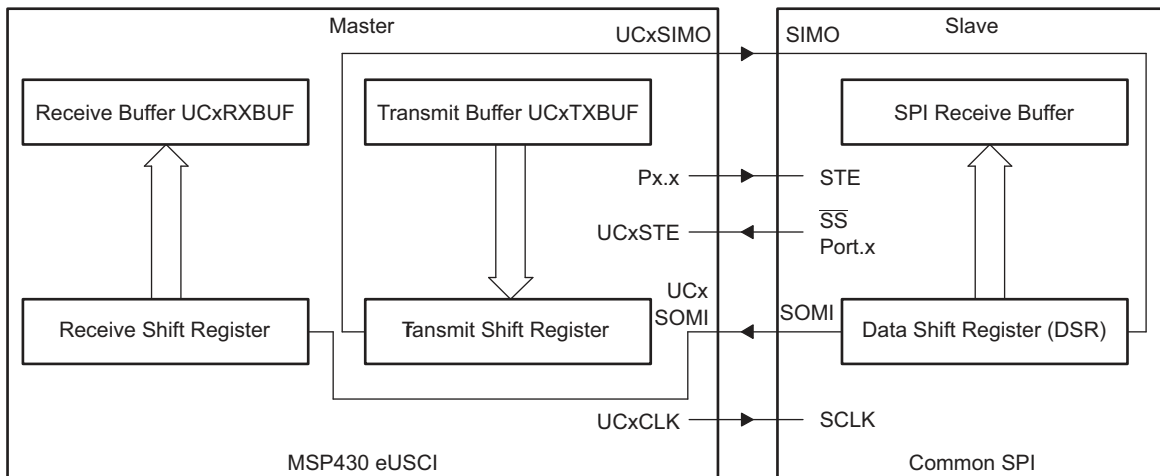 Master
UCxSIMO
SIMO
Slave
Receive Buffer UCxRXBUF
Transmit Buffer UCxTXBUF
SPI Receive Buffer
Px.x
STE
UCxSTE
SS
Port.x
UCx
SOMI
SOMI
Receive Shift Register
Tansmit Shift Register
Data Shift Register (DSR)
UCxCLK
SCLK
MSP430 eUSCI
Common SPI